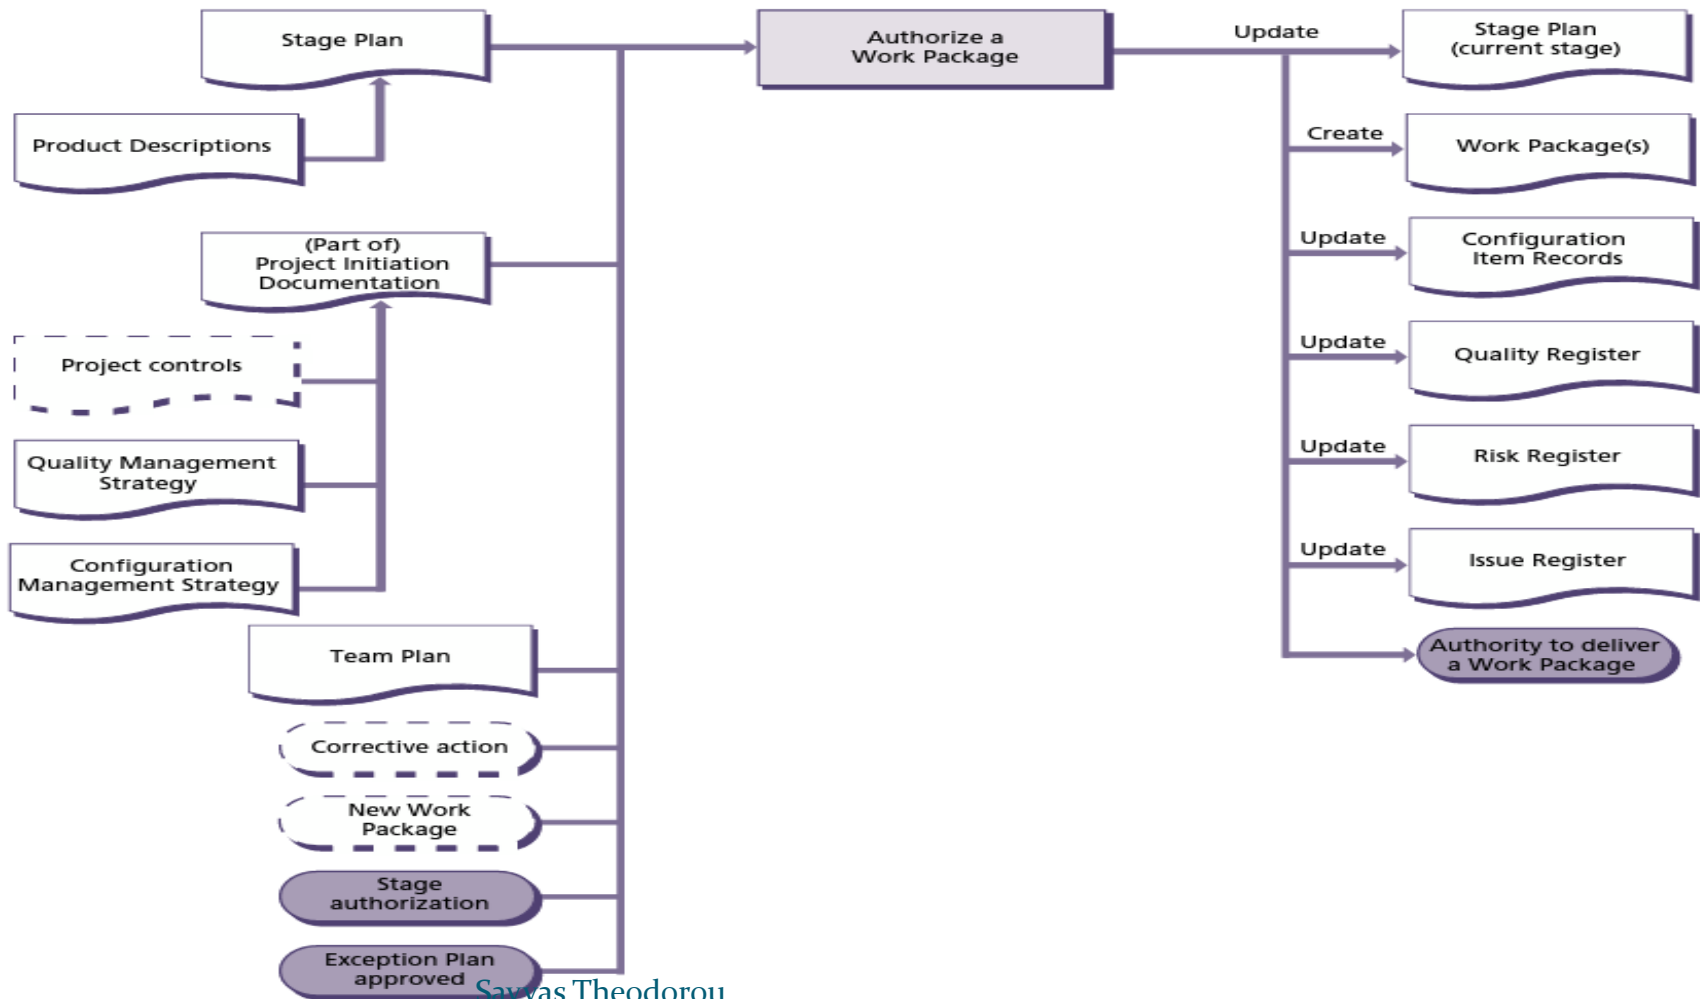 Stage Plan
Product Descriptions
(Part of)
Project Initiation
Documentation
Project controls
Quality Management
Strategy
Configuration
Management Strategy
Team Plan
Corrective action
New Work
Package
Stage
authorization
Exception Plan
approved
Savvas Theodorou
Authorize a
Work Package
Update
Stage Plan
(current stage)
Create
Work Package(s)
Update
Configuration
Item Records
Update
Quality Register
Update
Risk Register
Update
Issue Register
Authority to deliver
a Work Package